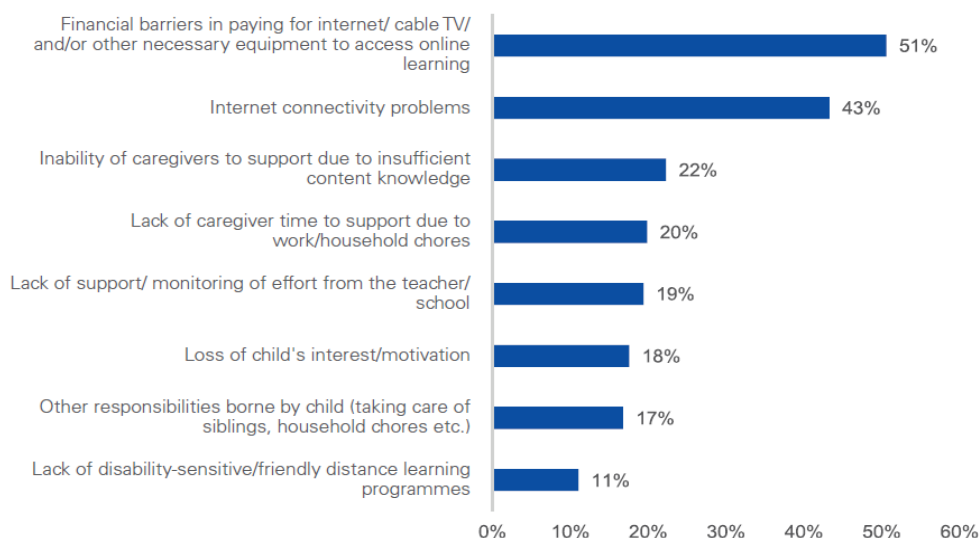 Financial barriers in paying for internet/ cable TV/
and/or other necessary equipment to access online
learning
51%
Internet connectivity problems
43%
Inability of caregivers to support due to insufficient
content knowledge
22%
Lack of caregiver time to support due to
work/household chores
20%
Lack of support/ monitoring of effort from the teacher/
school
19%
Loss of child's interest/motivation
18%
Other responsibilities borne by child (taking care of
siblings, household chores etc.)
17%
Lack of disability-sensitive/friendly distance learning
programmes
11%
0% 10% 20% 30% 40% 50% 60%